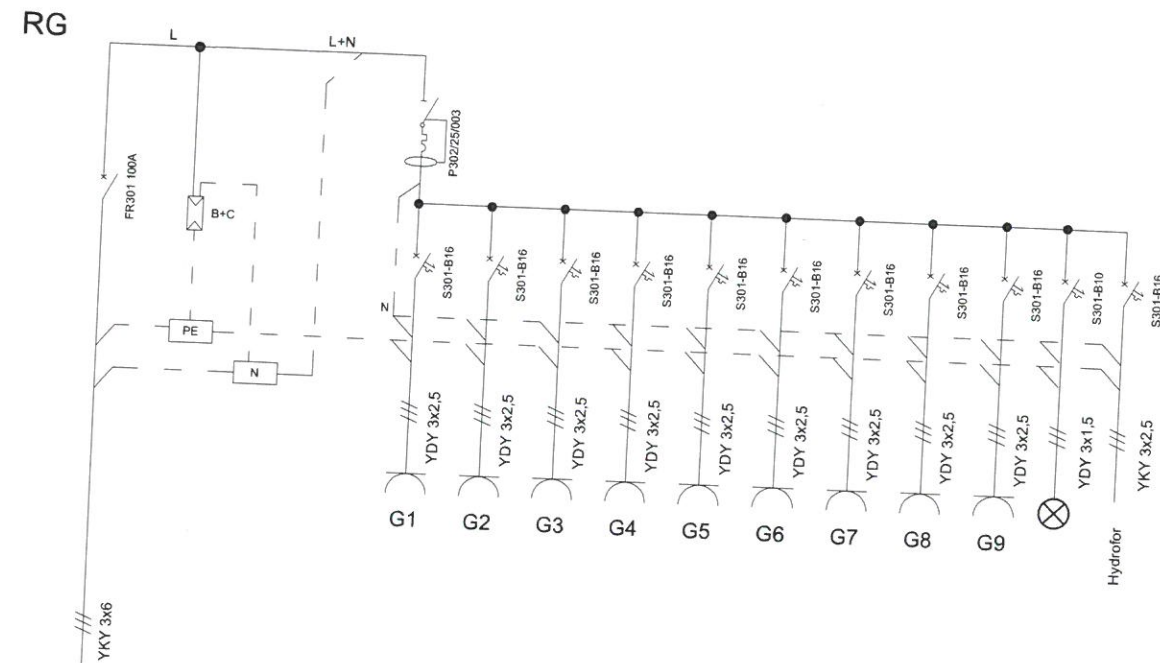 RG
L
L+N
FR301 100A
B+C
P302/25/003
S301-B16
S301-B16
S301-B16
S301-B16
S301-B16
S301-B16
S301-B16
S301-B16
S301-B16
S301-B10
S301-B16
N
PE
N
YDY 3x2,5
YDY 3x2,5
YDY 3x2,5
YDY 3x2,5
YDY 3x2,5
YDY 3x2,5
YDY 3x2,5
YDY 3x2,5
YDY 3x2,5
YDY 3x1,5
YKY 3x2,5
G1
G2
G3
G4
G5
G6
G7
G8
G9
Hydrofor
YKY 3x6